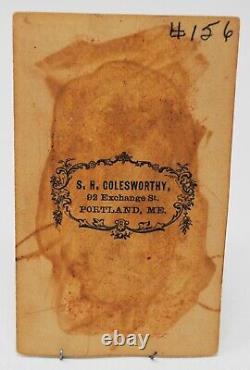 #156
S. H. COLESWORTHY,
92 Exchange St.
PORTLAND, ME.